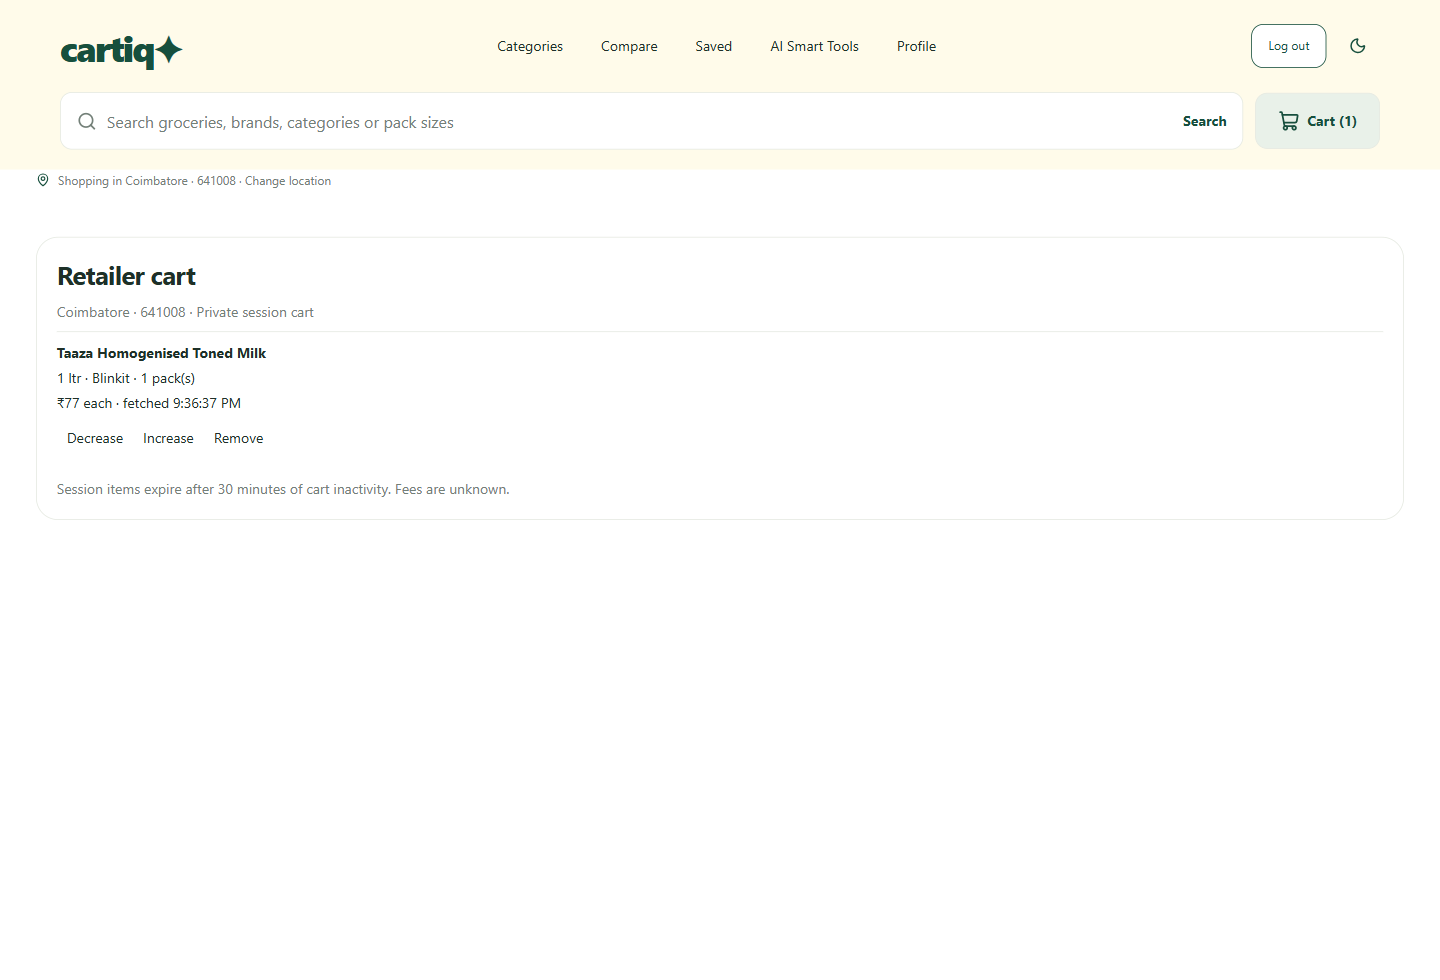 cartiq
Categories Compare Saved AI Smart Tools Profile Log out
Search groceries, brands, categories or pack sizes Search Cart (1)
Shopping in Coimbatore · 641008 · Change location
Retailer cart
Coimbatore · 641008 · Private session cart
Taaza Homogenised Toned Milk
1 ltr · Blinkit · 1 pack(s)
₹77 each · fetched 9:36:37 PM
Decrease Increase Remove
Session items expire after 30 minutes of cart inactivity. Fees are unknown.